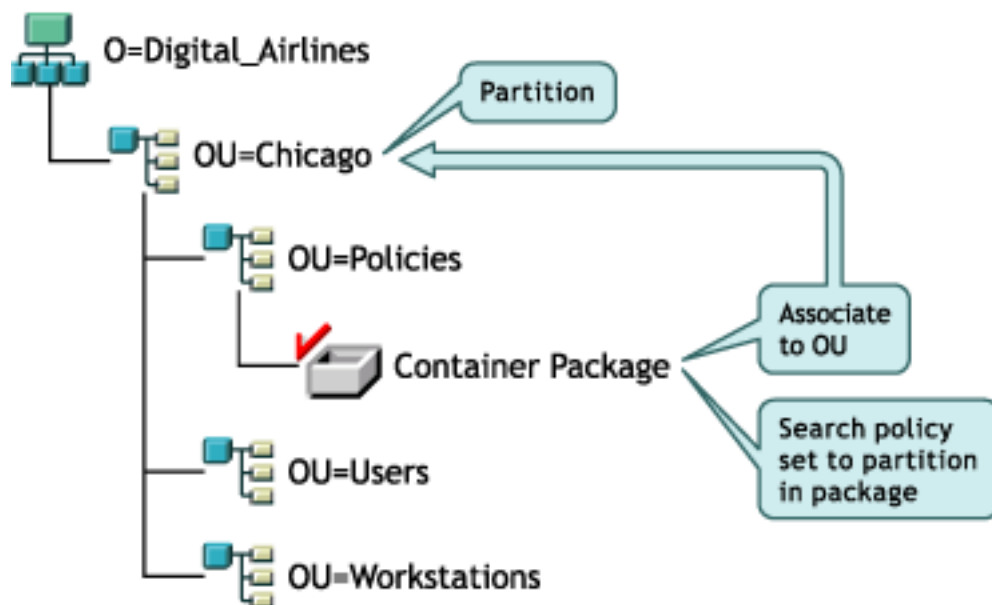 O=Digital_Airlines
Partition
OU=Chicago
OU=Policies
Associate
to OU
Container Package
Search policy
set to partition
in package
OU=Users
OU=Workstations